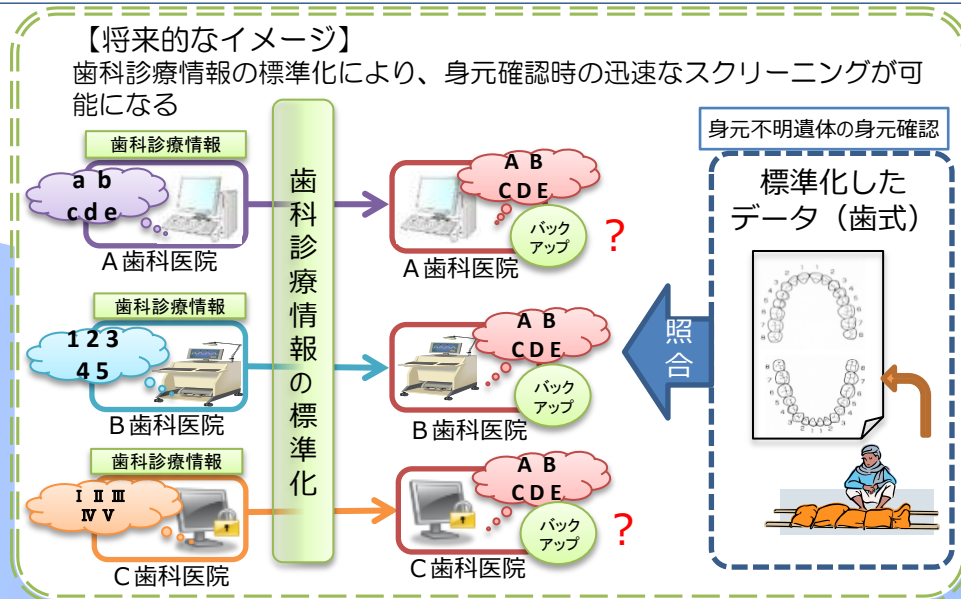 【将来的なイメージ】
歯科診療情報の標準化により、身元確認時の迅速なスクリーニングが可
能になる
歯科診療情報
a b
c d e
A歯科医院
歯科診療情報
1 2 3
4 5
B歯科医院
歯科診療情報
Ⅰ Ⅱ Ⅲ
Ⅳ Ⅴ
C歯科医院
歯科診療情報の標準化
A B
C D E
バック
アップ
?
A歯科医院
A B
C D E
バック
アップ
B歯科医院
A B
C D E
バック
アップ
?
C歯科医院
照合
身元不明遺体の身元確認
標準化した
データ（歯式）